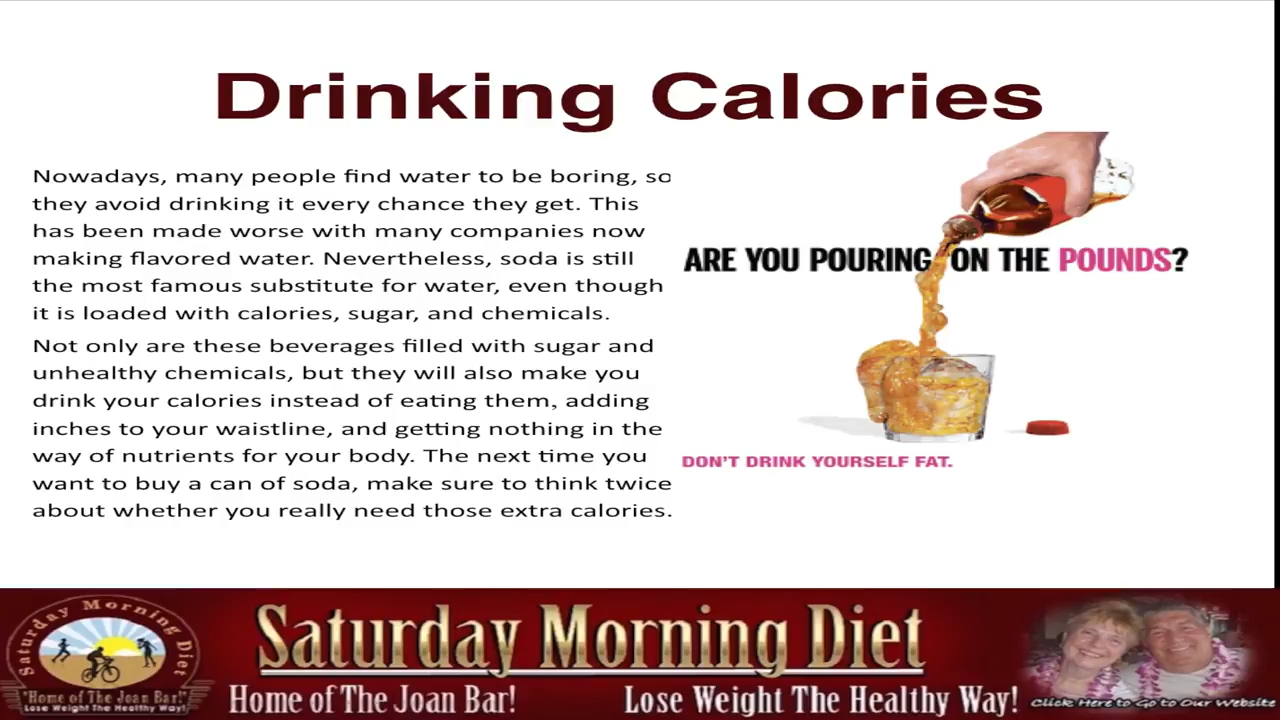 Drinking Calories
Nowadays, many people find water to be boring, so
they avoid drinking it every chance they get. This
has been made worse with many companies now
making flavored water. Nevertheless, soda is still
the most famous substitute for water, even though
it is loaded with calories, sugar, and chemicals.
Not only are these beverages filled with sugar and
unhealthy chemicals, but they will also make you
drink your calories instead of eating them, adding
inches to your waistline, and getting nothing in the
way of nutrients for your body. The next time you
want to buy a can of soda, make sure to think twice
about whether you really need those extra calories.
ARE YOU POURING ON THE POUNDS?
DON'T DRINK YOURSELF FAT.
Saturday Morning Diet
"Home of The Joan Bar!"
Lose Weight The Healthy Way!
Saturday Morning Diet
Home of The Joan Bar! Lose Weight The Healthy Way!
Click Here to Go to Our Website